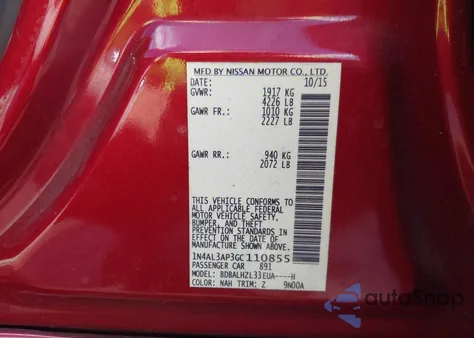 MFD BY NISSAN MOTOR CO., LTD.
DATE: 10/15
GVWR: 1917 KG
4226 LB
GAWR FR.: 1010 KG
2227 LB
GAWR RR.: 940 KG
2072 LB
THIS VEHICLE CONFORMS TO
ALL APPLICABLE FEDERAL
MOTOR VEHICLE SAFETY,
BUMPER, AND THEFT
PREVENTION STANDARDS IN
EFFECT ON THE DATE OF
MANUFACTURE SHOWN ABOVE.
1N4AL3AP3GC110855
PASSENGER CAR 891
MODEL: BDBALHZL33EUA----H
COLOR: NAH TRIM: Z 9N00A
autoSnap